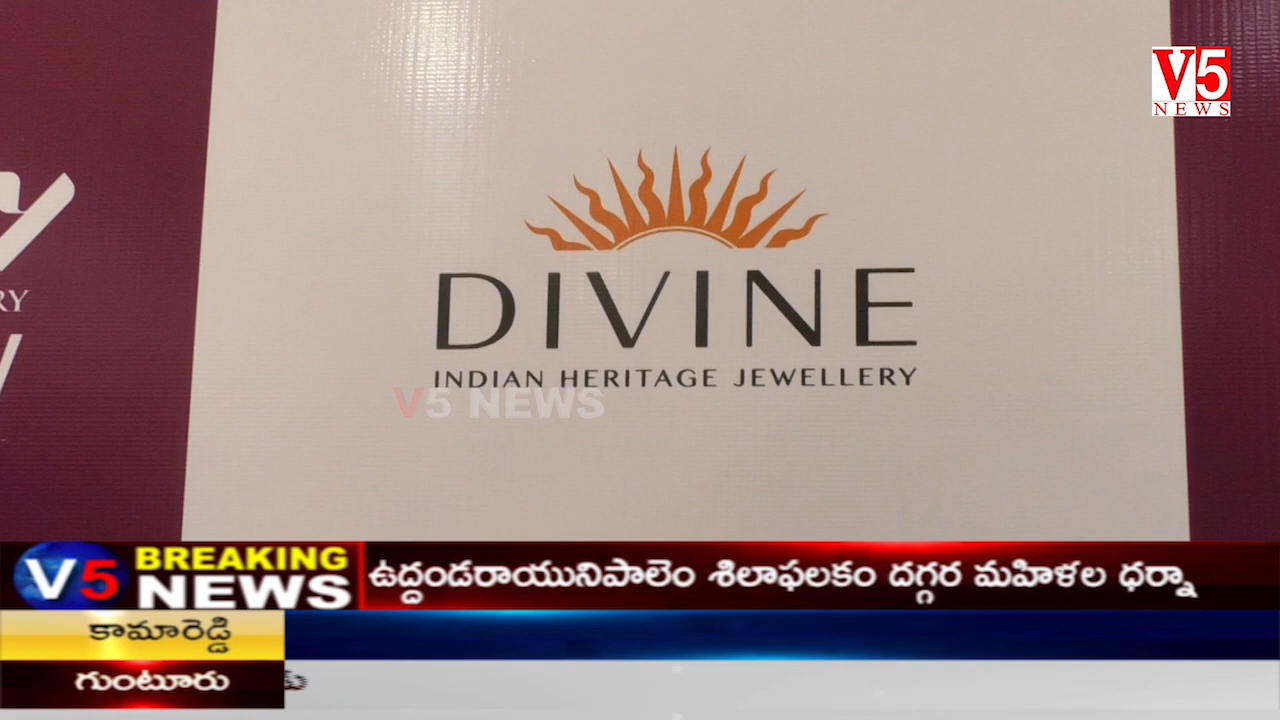 V5
NEWS
RY
DIVINE
INDIAN HERITAGE JEWELLERY
V5 NEWS
V5 BREAKING NEWS
ఉద్దండరాయునిపాలెం శిలాఫలకం దగ్గర మహిళల ధర్నా
కామారెడ్డి
గుంటూరు